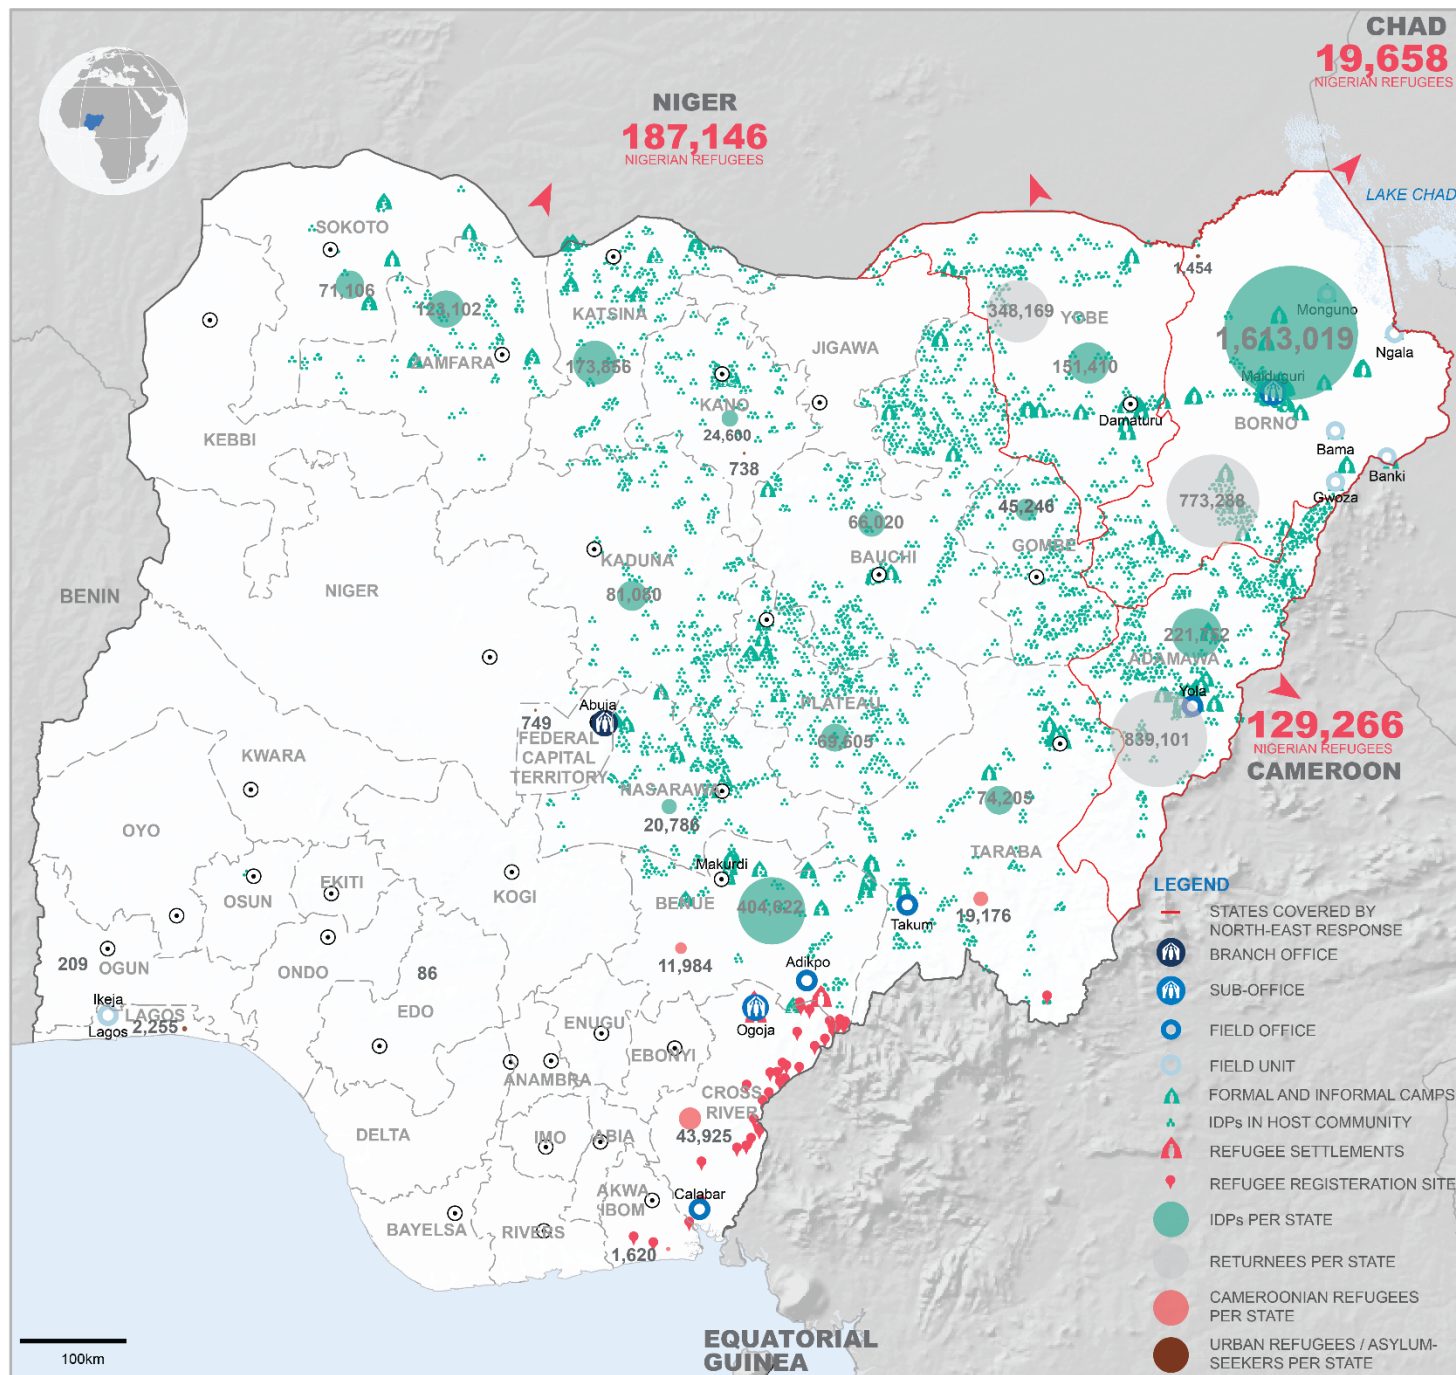 CHAD
19,658
NIGERIAN REFUGEES
NIGER
187,146
NIGERIAN REFUGEES
LAKE CHAD
SOKOTO
71,106
123,102
ZAMFARA
KATSINA
173,856
KANO
24,600
738
JIGAWA
348,169
YOBE
151,410
Damaturu
1,454
Monguno
1,613,019
Ngala
Maiduguri
BORNO
Bama
Banki
Gwoza
773,288
KEBBI
BENIN
NIGER
KADUNA
81,080
66,020
BAUCHI
45,246
GOMBE
ADAMAWA
Yola
839,101
129,266
NIGERIAN REFUGEES
CAMEROON
Abuja
749
FEDERAL
CAPITAL
TERRITORY
PLATEAU
69,605
NASARAWA
20,786
74,205
TARABA
KWARA
OYO
OSUN
EKITI
KOGI
Makurdi
BENUE
404,622
Takum
19,176
11,984
Adikpo
209
OGUN
ONDO
86
EDO
Ikeja
LAGOS
Lagos
2,255
ENUGU
EBONYI
Ogoja
ANAMBRA
CROSS
RIVER
43,925
DELTA
IMO
ABIA
AKWA
IBOM
Calabar
BAYELSA
RIVERS
1,620
100km
EQUATORIAL
GUINEA
LEGEND
STATES COVERED BY
NORTH-EAST RESPONSE
BRANCH OFFICE
SUB-OFFICE
FIELD OFFICE
FIELD UNIT
FORMAL AND INFORMAL CAMPS
IDPs IN HOST COMMUNITY
REFUGEE SETTLEMENTS
REFUGEE REGISTERATION SITE
IDPs PER STATE
RETURNEES PER STATE
CAMEROONIAN REFUGEES
PER STATE
URBAN REFUGEES / ASYLUM-
SEEKERS PER STATE